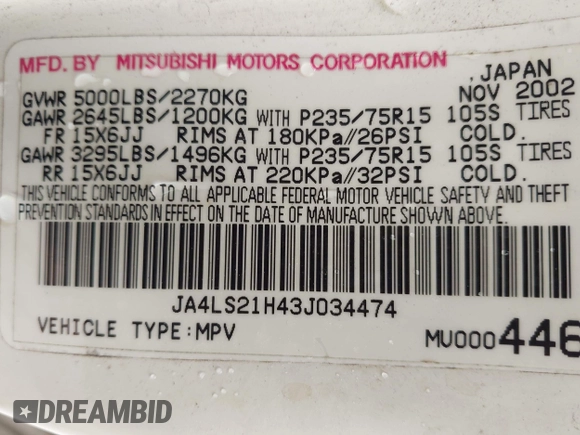 MFD. BY MITSUBISHI MOTORS CORPORATION
JAPAN
GVWR 5000LBS/2270KG NOV 2002
GAWR 2645LBS/1200KG WITH P235/75R15 105S TIRES
FR 15X6JJ RIMS AT 180KPa//26PSI COLD.
GAWR 3295LBS/1496KG WITH P235/75R15 105S TIRES
RR 15X6JJ RIMS AT 220KPa//32PSI COLD.
THIS VEHICLE CONFORMS TO ALL APPLICABLE FEDERAL MOTOR VEHICLE SAFETY AND THEFT
PREVENTION STANDARDS IN EFFECT ON THE DATE OF MANUFACTURE SHOWN ABOVE.
JA4LS21H43J034474
VEHICLE TYPE:MPV MU000446
DREAMBID